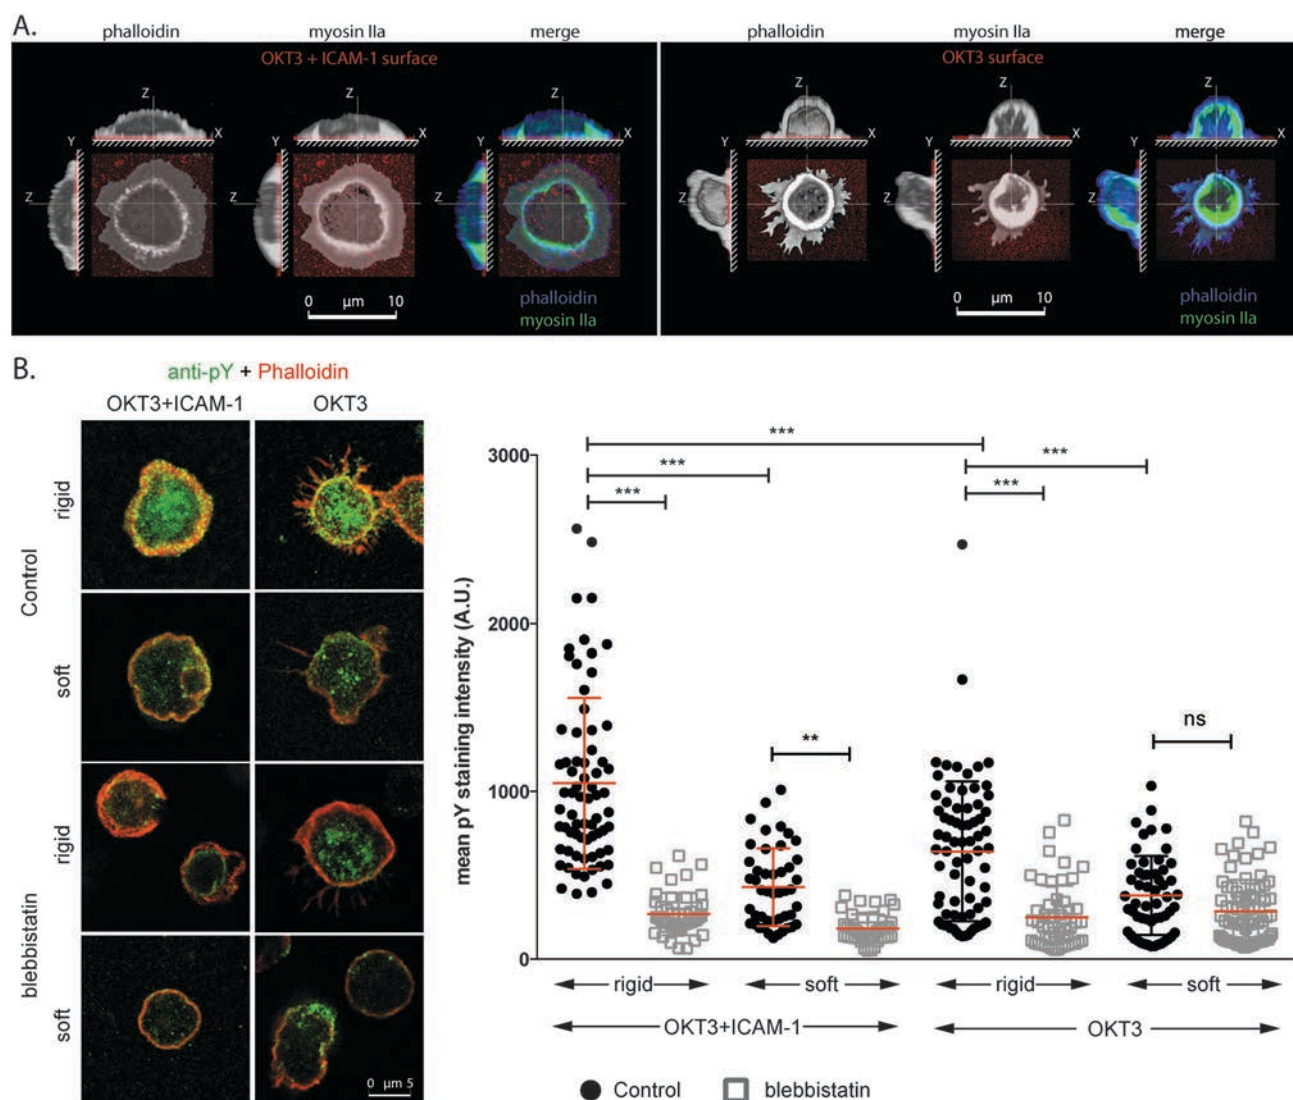 A.
phalloidin myosin IIa merge
OKT3 + ICAM-1 surface
Z Z Z
Y Y Y X
Z Z Z
0 µm 10
phalloidin
myosin IIa
phalloidin myosin IIa merge
OKT3 surface
Z Z Z
Y X Y X Y X
Z Z Z
0 µm 10
phalloidin
myosin IIa
B.
anti-pY + Phalloidin
OKT3+ICAM-1 OKT3
Control
rigid
soft
blebbistatin
rigid
soft
0 µm 5
mean pY staining intensity (A.U.)
3000
2000
1000
0
***
***
***
***
***
**
ns
rigid soft rigid soft
OKT3+ICAM-1 OKT3
Control blebbistatin